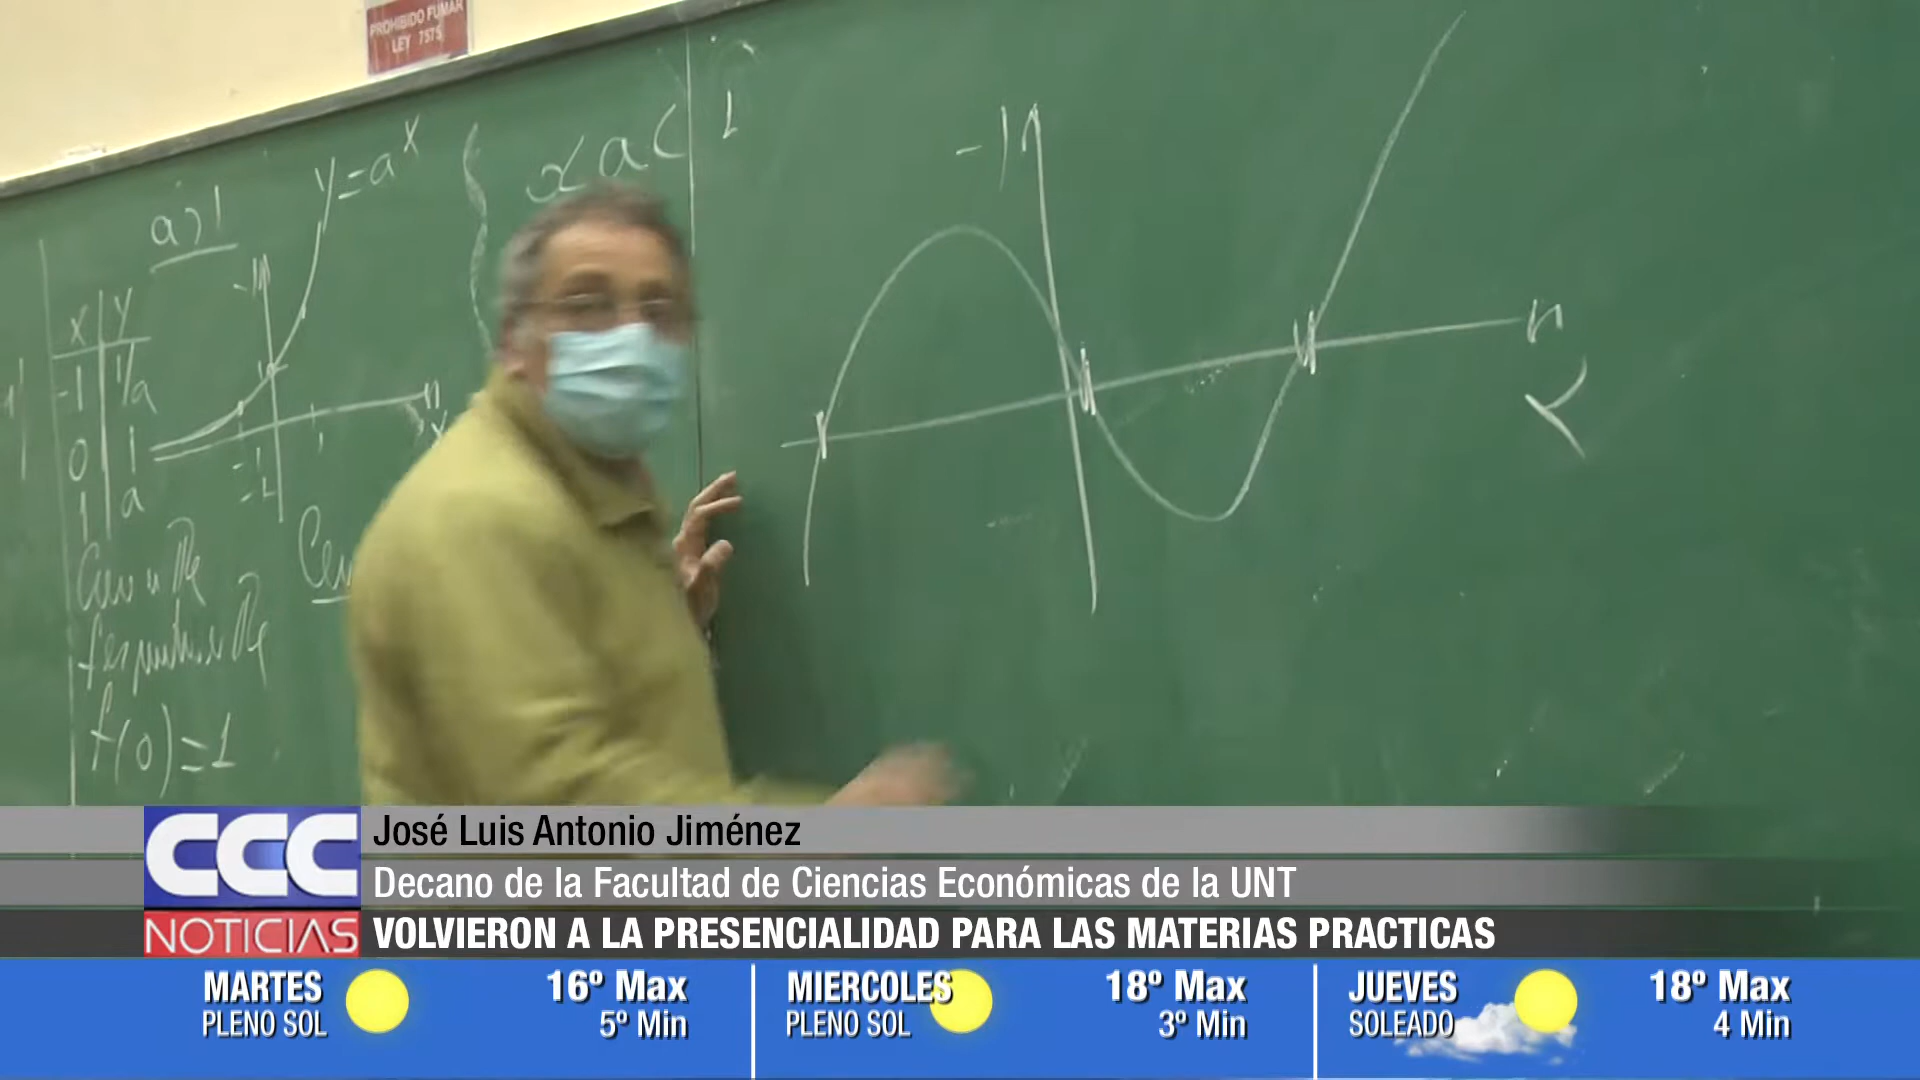 PROHIBIDO FUMAR
LEY 7575
a>1
y=a^x
x y
-1 1/a
0 1
1 a
f(0)=1
CCC
NOTICIAS
José Luis Antonio Jiménez
Decano de la Facultad de Ciencias Económicas de la UNT
VOLVIERON A LA PRESENCIALIDAD PARA LAS MATERIAS PRACTICAS
MARTES
PLENO SOL
16º Max
5º Min
MIERCOLES
PLENO SOL
18º Max
3º Min
JUEVES
SOLEADO
18º Max
4 Min